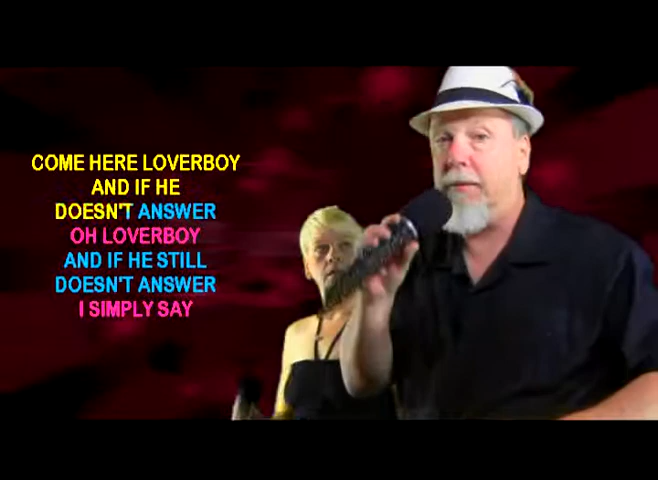 COME HERE LOVERBOY
AND IF HE
DOESN'T ANSWER
OH LOVERBOY
AND IF HE STILL
DOESN'T ANSWER
I SIMPLY SAY